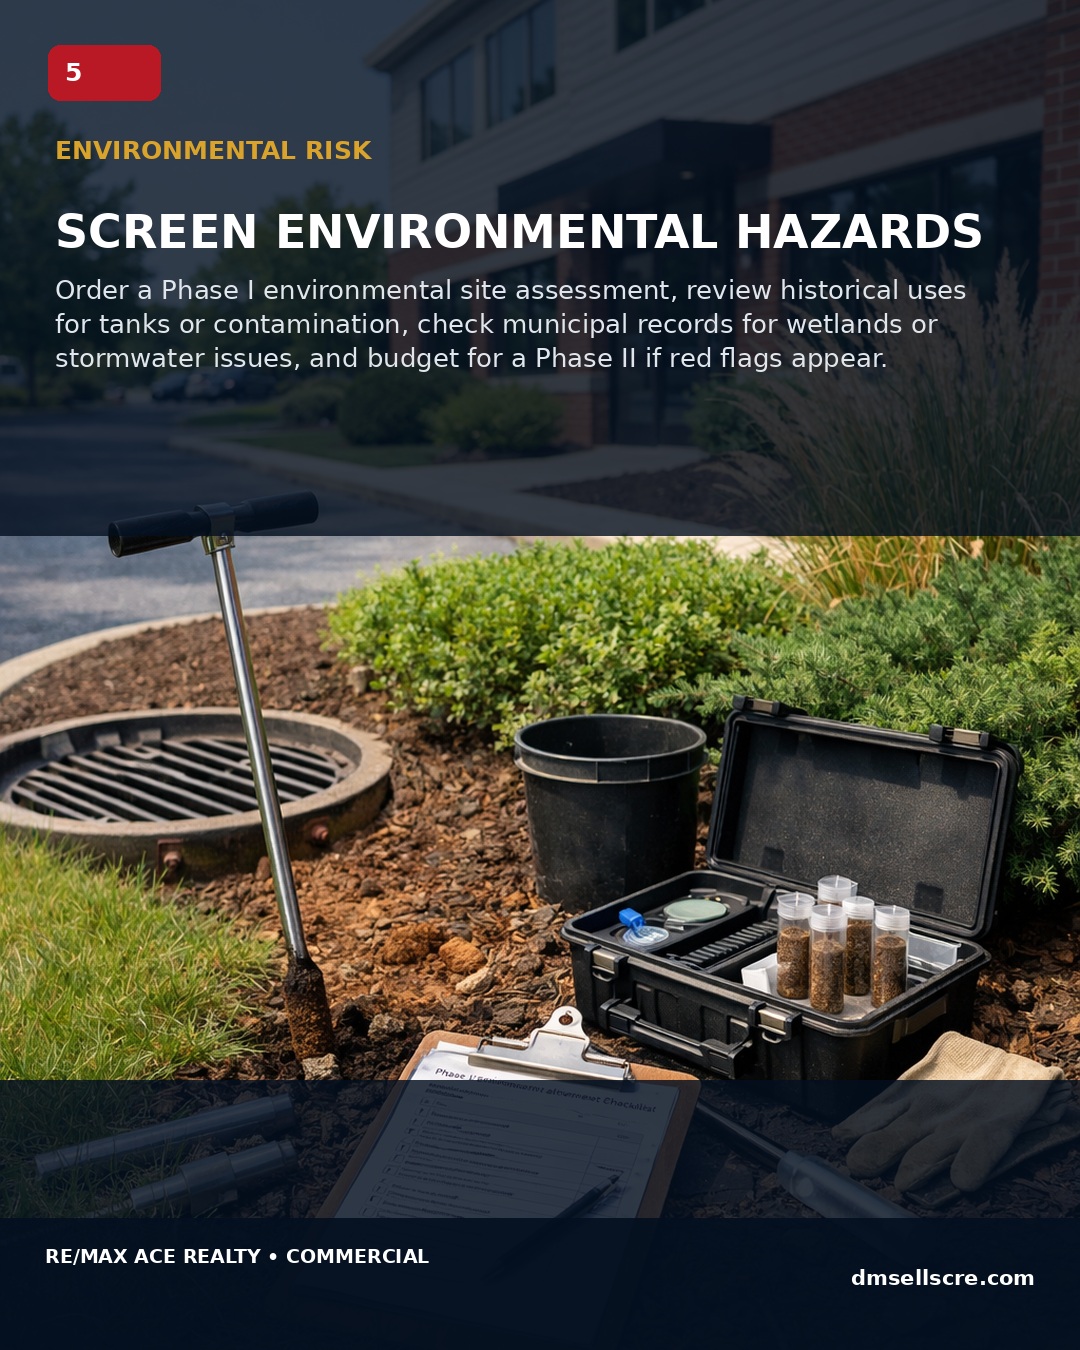 5
ENVIRONMENTAL RISK
SCREEN ENVIRONMENTAL HAZARDS
Order a Phase I environmental site assessment, review historical uses
for tanks or contamination, check municipal records for wetlands or
stormwater issues, and budget for a Phase II if red flags appear.
Phase Checklist
RE/MAX ACE REALTY • COMMERCIAL
dmsellscre.com